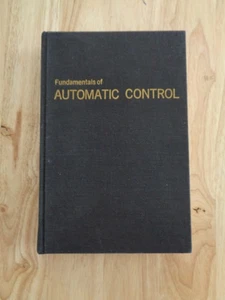 Fundamentals of
AUTOMATIC CONTROL